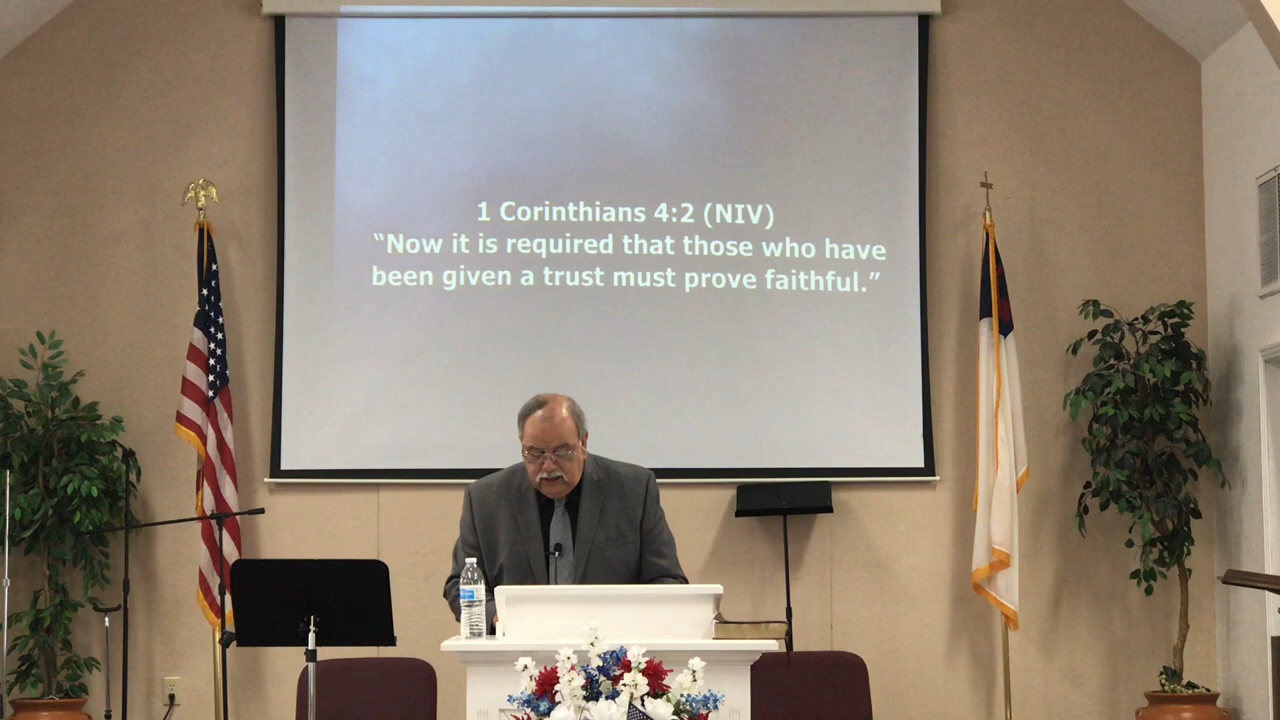 1 Corinthians 4:2 (NIV)
“Now it is required that those who have
been given a trust must prove faithful.”